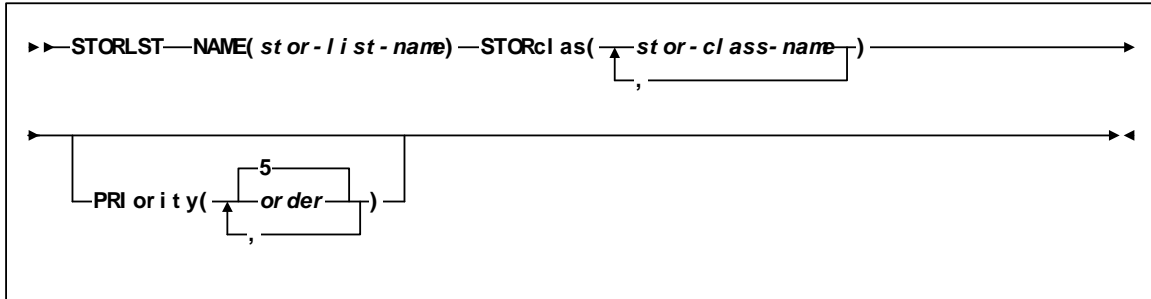 STORLST NAME( stor-list-name) STORclas( stor-class-name )
,
5
PRIority( order )
,